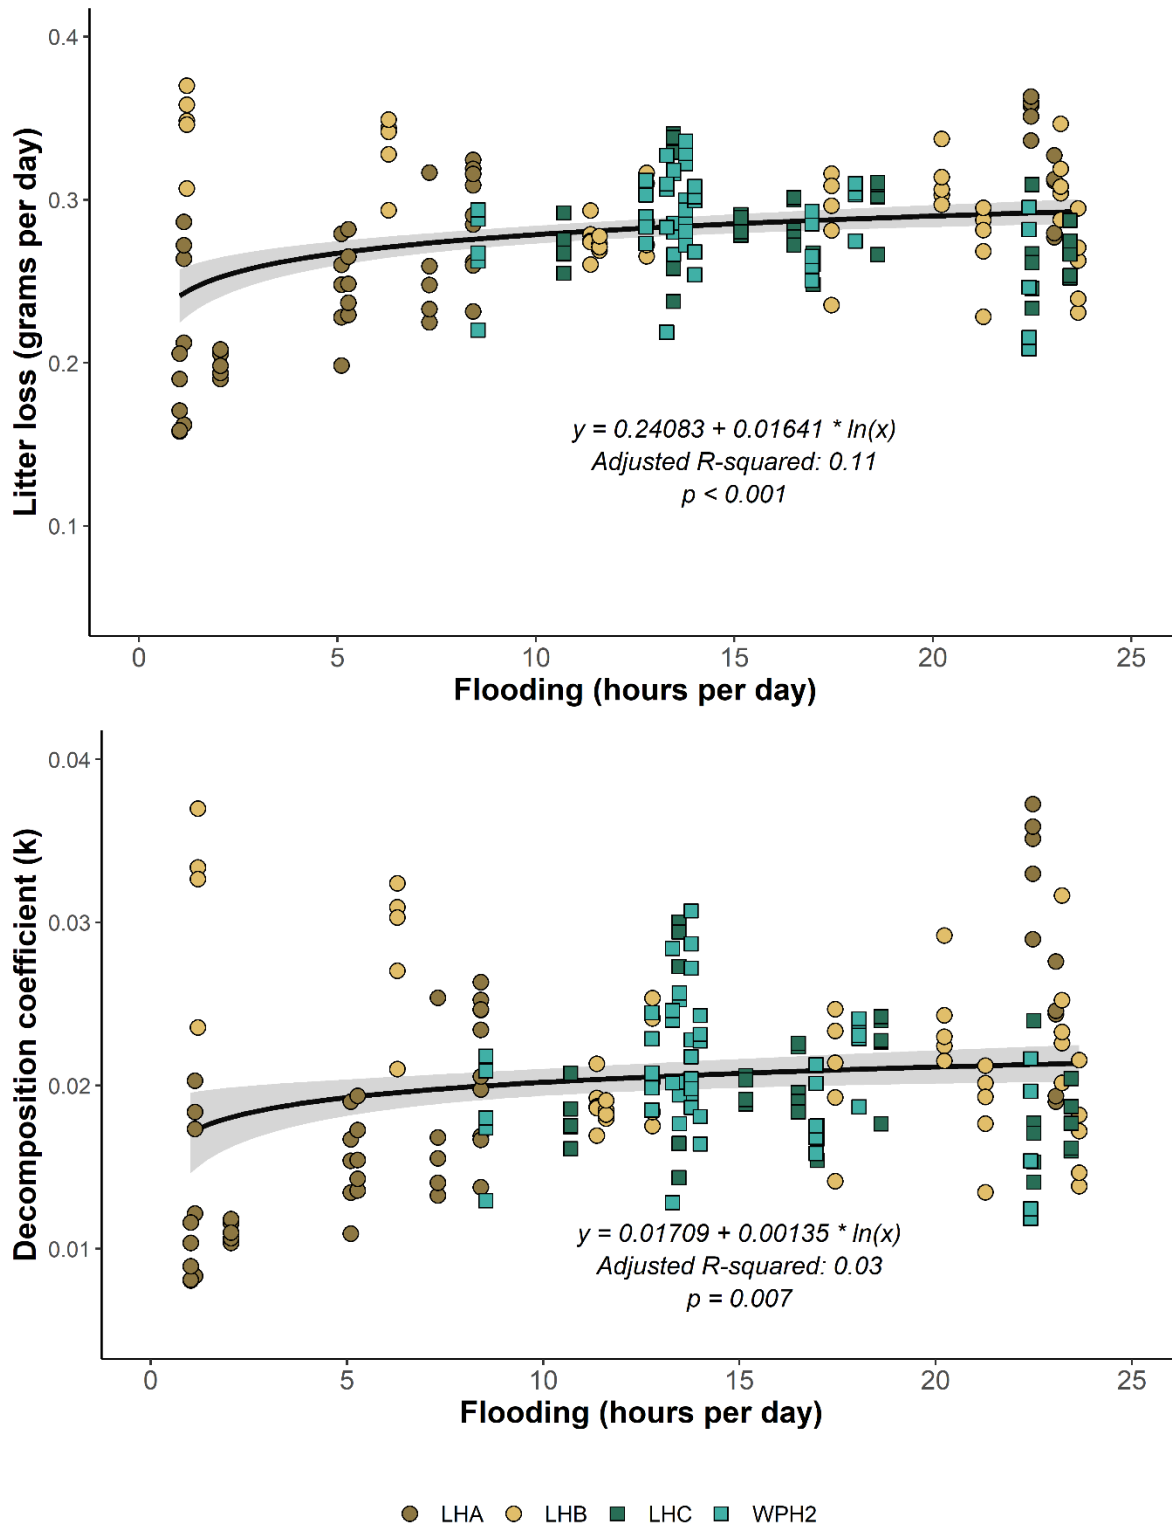 0.4
0.3
0.2
0.1
Litter loss (grams per day)
y = 0.24083 + 0.01641 * ln(x)
Adjusted R-squared: 0.11
p < 0.001
0 5 10 15 20 25
Flooding (hours per day)
0.04
0.03
0.02
0.01
Decomposition coefficient (k)
y = 0.01709 + 0.00135 * ln(x)
Adjusted R-squared: 0.03
p = 0.007
0 5 10 15 20 25
Flooding (hours per day)
LHA LHB LHC WPH2